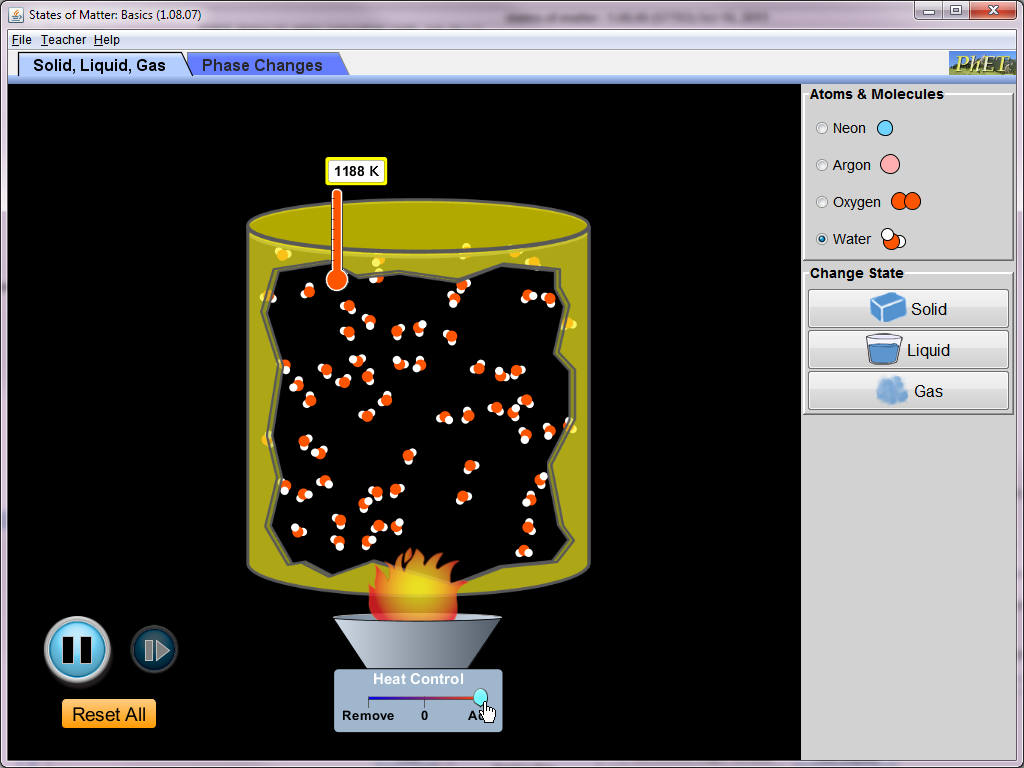 States of Matter: Basics (1.08.07)
File Teacher Help
Solid, Liquid, Gas
Phase Changes
PhET
Atoms & Molecules
Neon
Argon
Oxygen
Water
Change State
Solid
Liquid
Gas
1188 K
Heat Control
Remove 0
Reset All